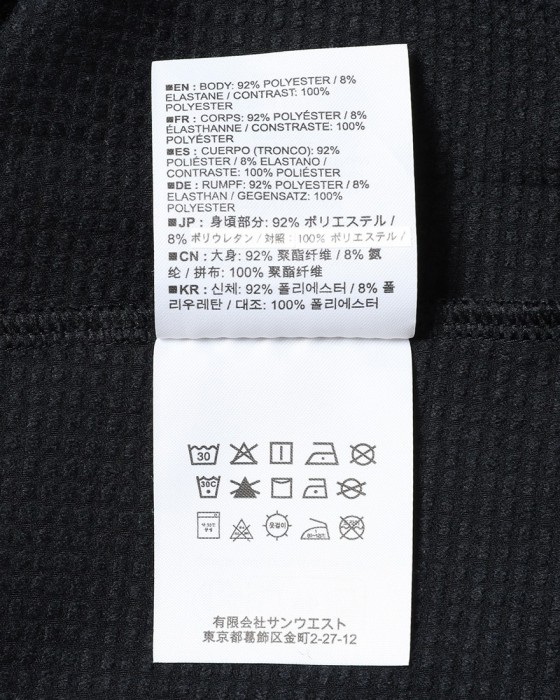 ■EN : BODY: 92% POLYESTER / 8%
ELASTANE / CONTRAST: 100%
POLYESTER
■FR : CORPS: 92% POLYÉSTER / 8%
ÉLASTHANNE / CONSTRASTE: 100%
POLYÉSTER
■ES : CUERPO (TRONCO): 92%
POLIÉSTER / 8% ELASTANO /
CONTRASTE: 100% POLIÉSTER
■DE : RUMPF: 92% POLYESTER / 8%
ELASTHAN / GEGENSATZ: 100%
POLYESTER
■JP : 身頃部分: 92% ポリエステル /
8% ポリウレタン / 対照: 100% ポリエステル /
■CN : 大身: 92% 聚酯纤维 / 8% 氨
纶 / 拼布: 100% 聚酯纤维
■KR : 신체: 92% 폴리에스터 / 8% 폴
리우레탄 / 대조: 100% 폴리에스터
30
30C
옷걸이
有限会社サンウエスト
東京都葛飾区金町2-27-12